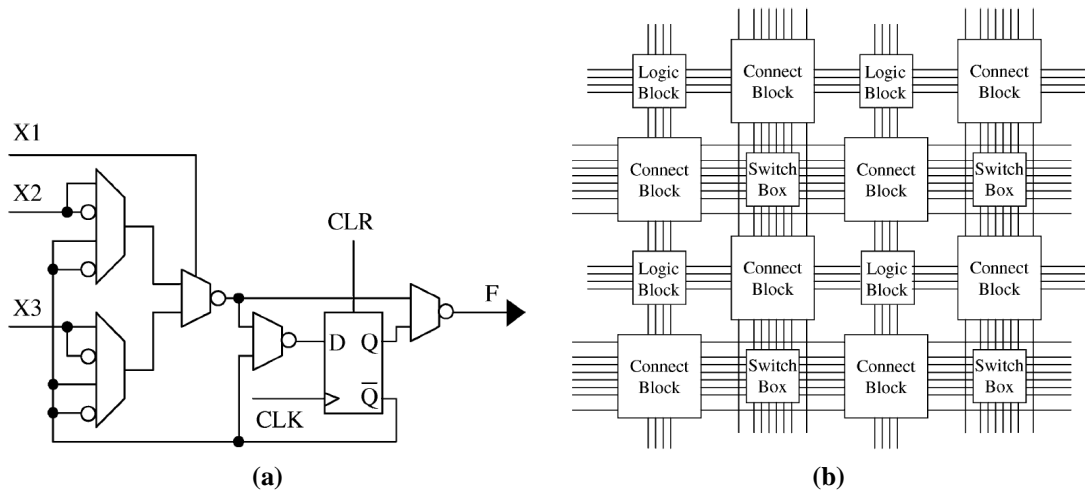 X1
X2
X3
CLR
D
Q
Q̅
CLK
F
(a)
Logic
Block
Connect
Block
Logic
Block
Connect
Block
Connect
Block
Switch
Box
Connect
Block
Switch
Box
Logic
Block
Connect
Block
Logic
Block
Connect
Block
Connect
Block
Switch
Box
Connect
Block
Switch
Box
(b)